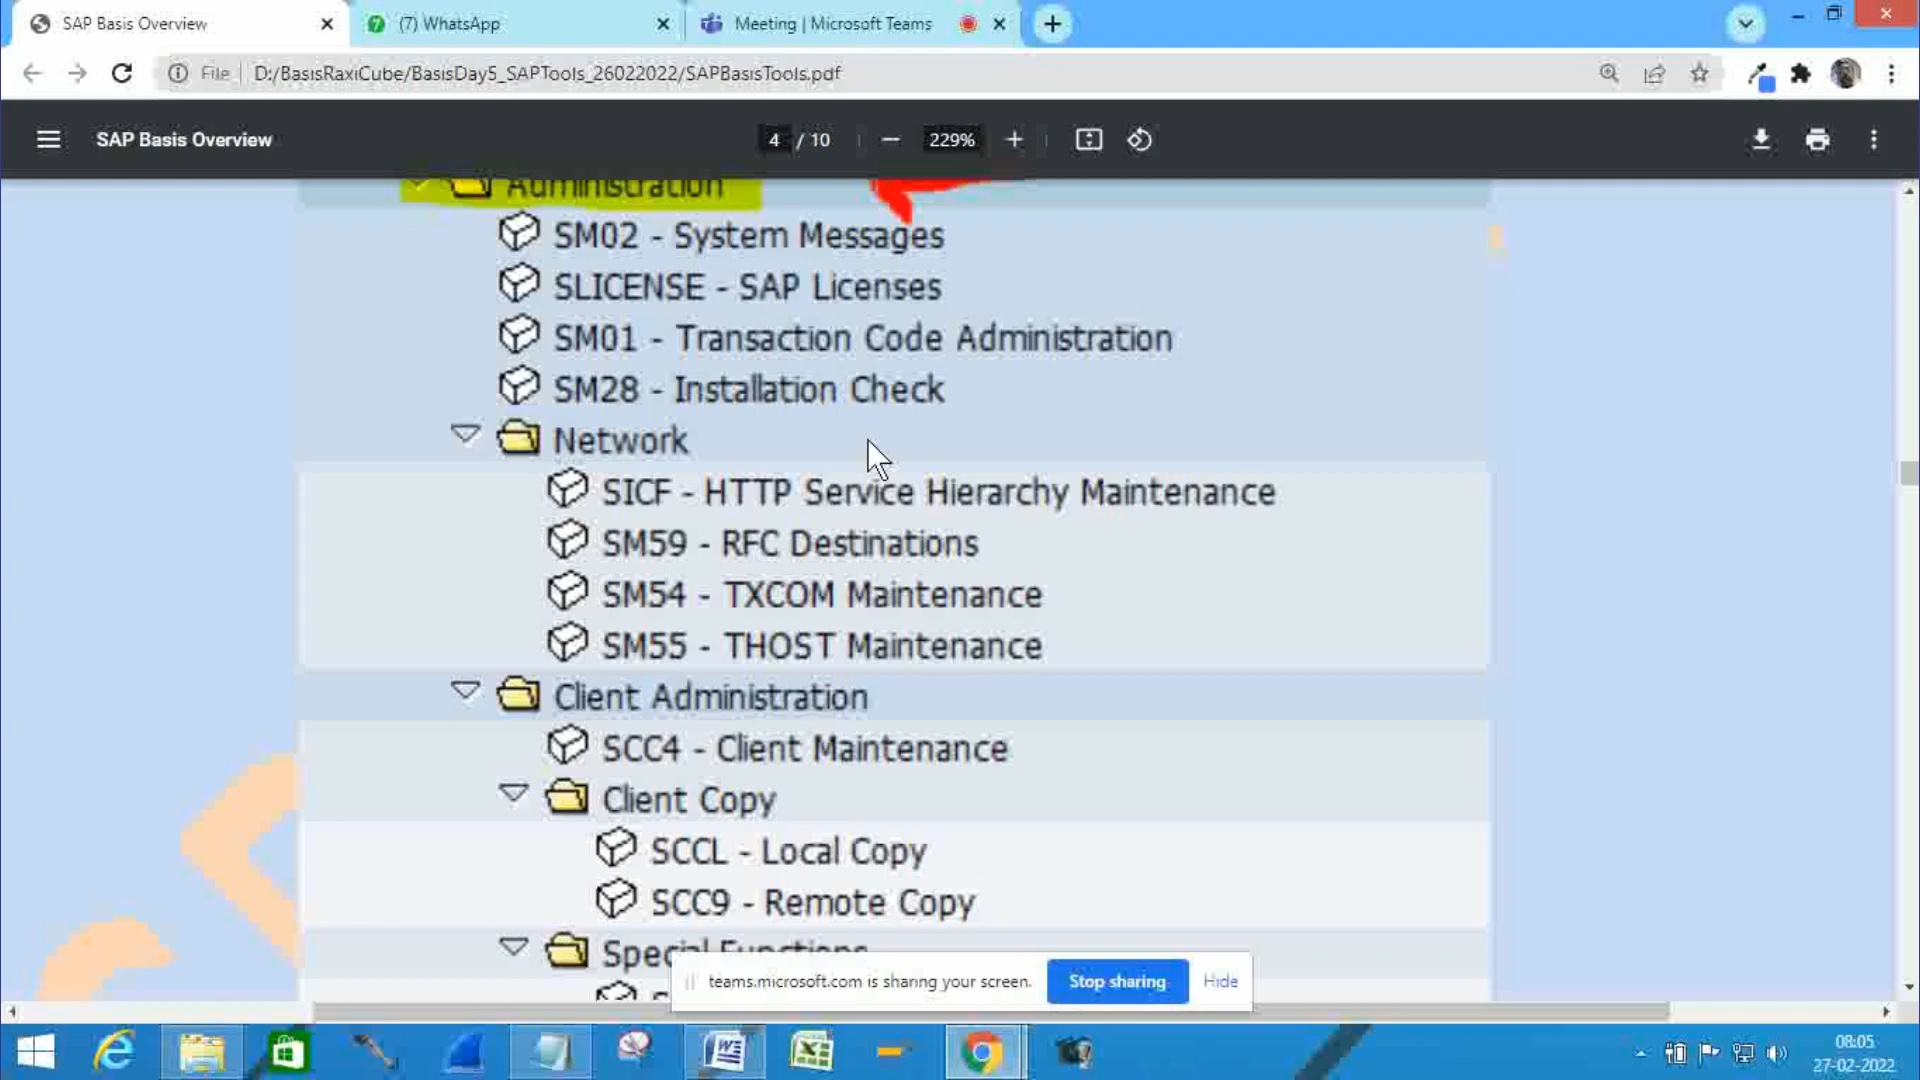 SAP Basis Overview
(7) WhatsApp
Meeting | Microsoft Teams
File
D:/BasisRaxiCube/BasisDay5_SAPTools_26022022/SAPBasisTools.pdf
SAP Basis Overview
4 / 10
229%
Administration
SM02 - System Messages
SLICENSE - SAP Licenses
SM01 - Transaction Code Administration
SM28 - Installation Check
Network
SICF - HTTP Service Hierarchy Maintenance
SM59 - RFC Destinations
SM54 - TXCOM Maintenance
SM55 - THOST Maintenance
Client Administration
SCC4 - Client Maintenance
Client Copy
SCCL - Local Copy
SCC9 - Remote Copy
Special Functions
teams.microsoft.com is sharing your screen.
Stop sharing
Hide
08:05
27-02-2022